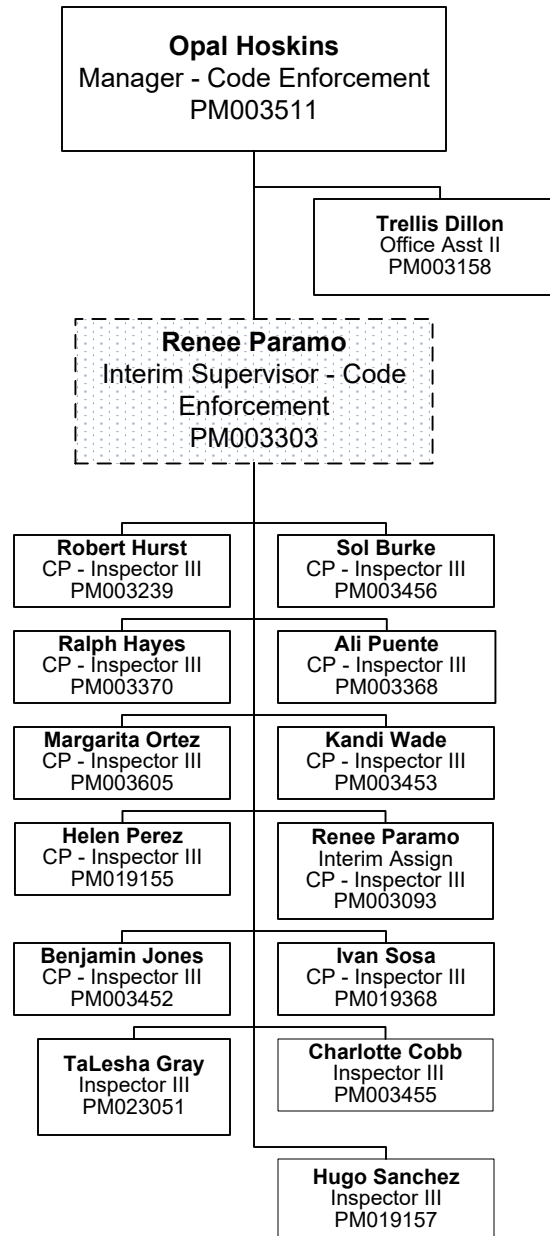 Opal Hoskins
Manager - Code Enforcement
PM003511
Trellis Dillon
Office Asst II
PM003158
Renee Paramo
Interim Supervisor - Code
Enforcement
PM003303
Robert Hurst
CP - Inspector III
PM003239
Sol Burke
CP - Inspector III
PM003456
Ralph Hayes
CP - Inspector III
PM003370
Ali Puente
CP - Inspector III
PM003368
Margarita Ortez
CP - Inspector III
PM003605
Kandi Wade
CP - Inspector III
PM003453
Helen Perez
CP - Inspector III
PM019155
Renee Paramo
Interim Assign
CP - Inspector III
PM003093
Benjamin Jones
CP - Inspector III
PM003452
Ivan Sosa
CP - Inspector III
PM019368
TaLesha Gray
Inspector III
PM023051
Charlotte Cobb
Inspector III
PM003455
Hugo Sanchez
Inspector III
PM019157